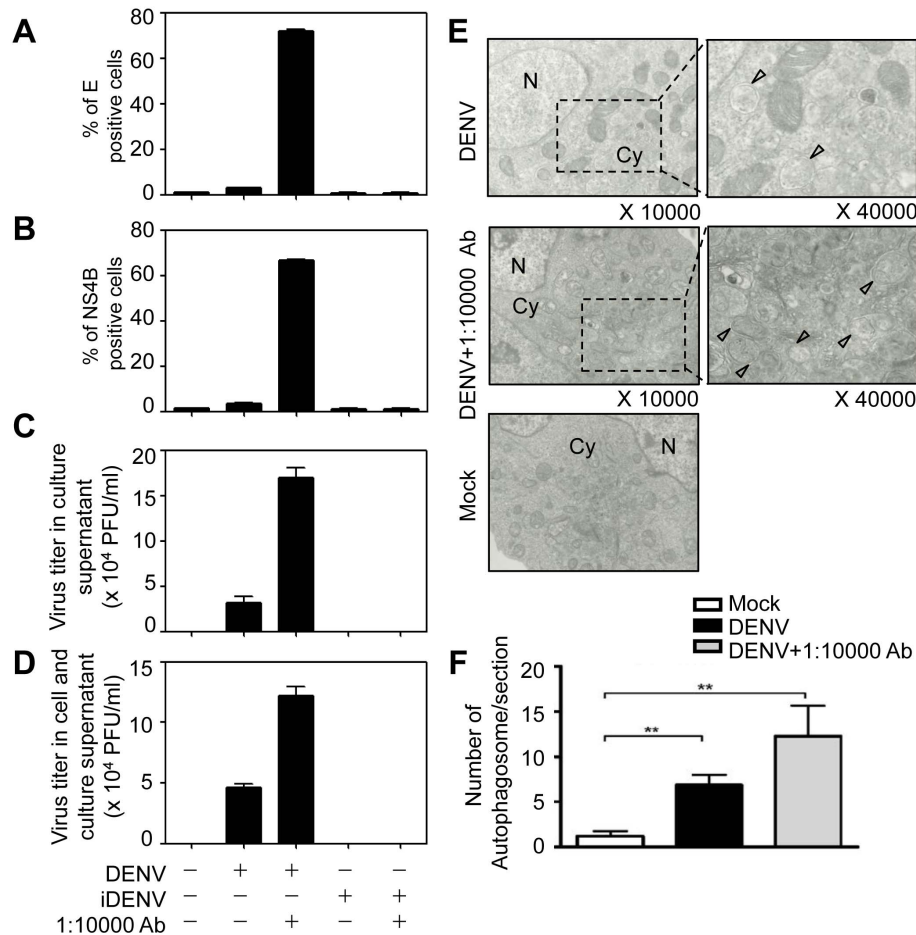 A
% of E
positive cells
80
60
40
20
0
B
% of NS4B
positive cells
80
60
40
20
0
C
Virus titer in culture
supernatant
(x 10⁴ PFU/ml)
20
15
10
5
0
D
Virus titer in cell and
culture supernatant
(x 10⁴ PFU/ml)
15
10
5
0
DENV − + + − −
iDENV − − − + +
1:10000 Ab − − + − +
E
DENV
N
Cy
X 10000
X 40000
DENV+1:10000 Ab
N
Cy
X 10000
X 40000
Mock
Cy
N
F
Mock
DENV
DENV+1:10000 Ab
Number of
Autophagosome/section
20
15
10
5
0
**
**